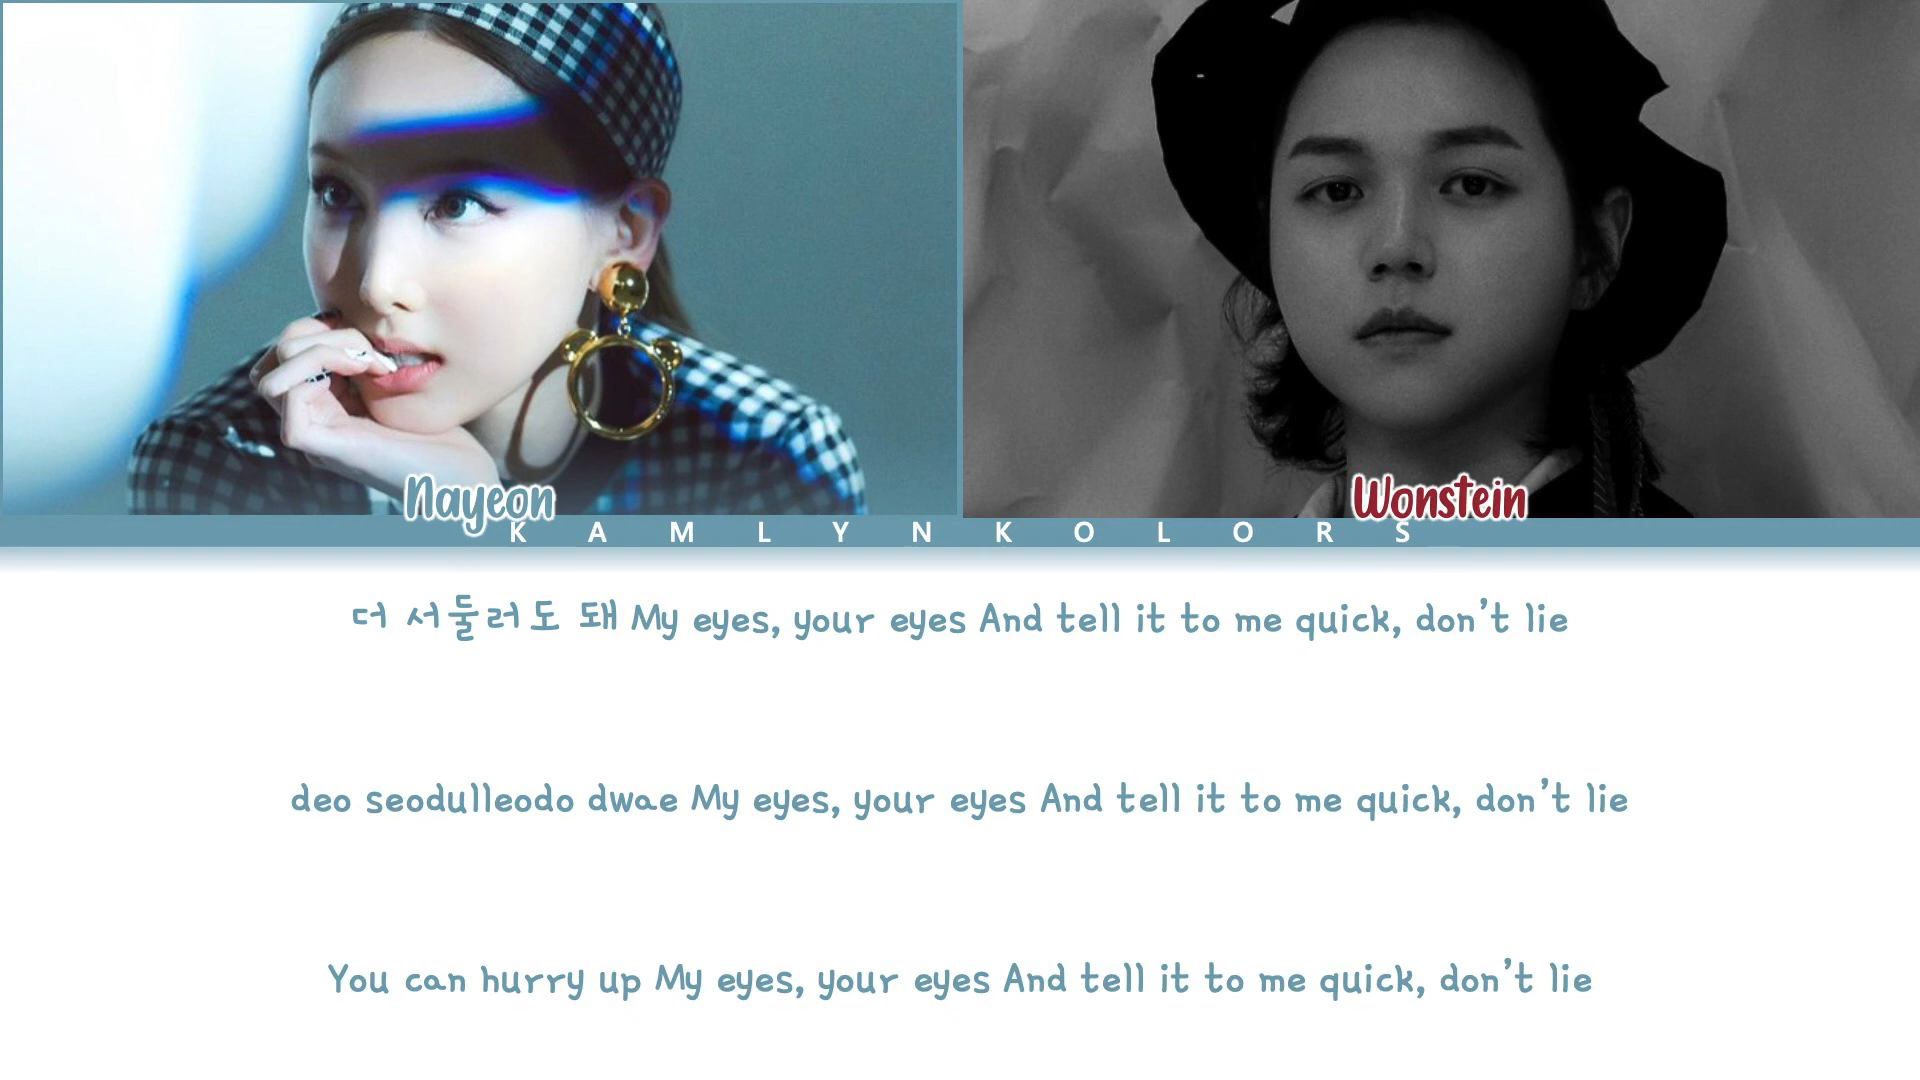 Nayeon
Wonstein
KAMLYNKOLORS
더 서둘러도 돼 My eyes, your eyes And tell it to me quick, don't lie
deo seodulleodo dwae My eyes, your eyes And tell it to me quick, don't lie
You can hurry up My eyes, your eyes And tell it to me quick, don't lie